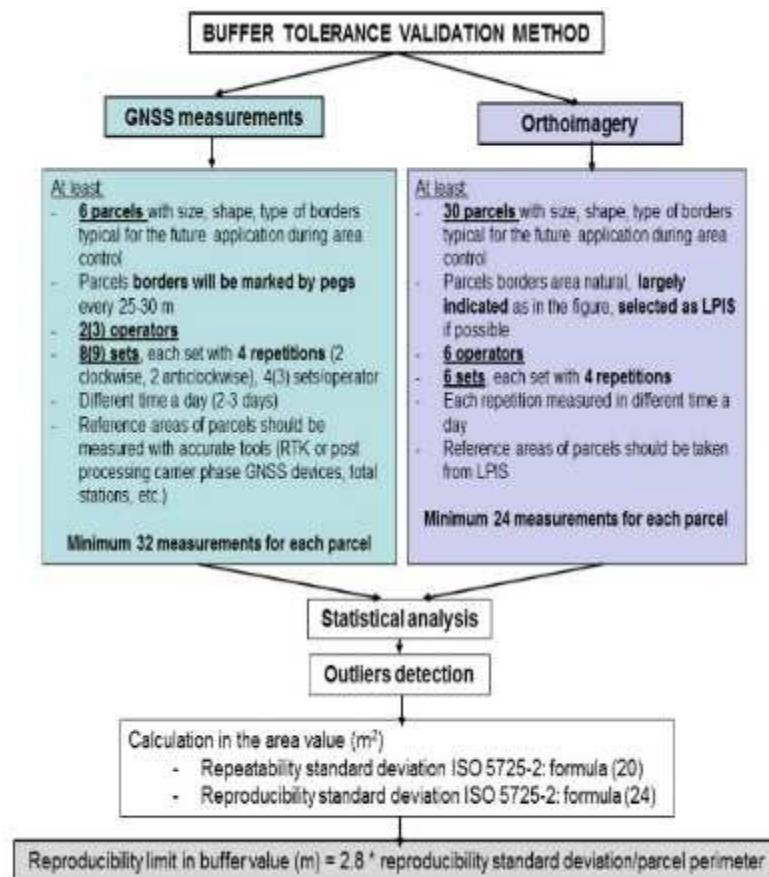 BUFFER TOLERANCE VALIDATION METHOD
GNSS measurements
At least:
- 6 parcels with size, shape, type of borders
typical for the future application during area
control
- Parcels borders will be marked by pegs
every 25-30 m
- 2(3) operators
- 8(9) sets, each set with 4 repetitions (2
clockwise, 2 anticlockwise), 4(3) sets/operator
- Different time a day (2-3 days)
- Reference areas of parcels should be
measured with accurate tools (RTK or post
processing carrier phase GNSS devices, total
stations, etc.)
Minimum 32 measurements for each parcel
Orthoimagery
At least:
- 30 parcels with size, shape, type of borders
typical for the future application during area
control
- Parcels borders area natural, largely
indicated as in the figure, selected as LPIS
if possible
- 6 operators
- 6 sets, each set with 4 repetitions
- Each repetition measured in different time a
day
- Reference areas of parcels should be taken
from LPIS
Minimum 24 measurements for each parcel
Statistical analysis
Outliers detection
Calculation in the area value (m²)
- Repeatability standard deviation ISO 5725-2: formula (20)
- Reproducibility standard deviation ISO 5725-2: formula (24)
Reproducibility limit in buffer value (m) = 2.8 * reproducibility standard deviation/parcel perimeter